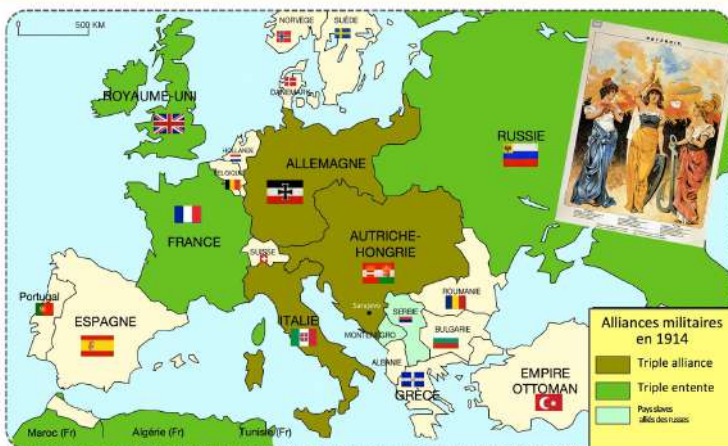 0 500 KM
NORVÈGE
SUÈDE
DANEMARK
ROYAUME-UNI
HOLLANDE
BELGIQUE
ALLEMAGNE
RUSSIE
FRANCE
SUISSE
AUTRICHE-
HONGRIE
Sarajevo
ROUMANIE
SERBIE
Portugal
ESPAGNE
ITALIE
MONTENEGRO
BULGARIE
ALBANIE
GRÈCE
EMPIRE
OTTOMAN
Maroc (Fr)
Algérie (Fr)
Tunisie (Fr)
Alliances militaires
en 1914
Triple alliance
Triple entente
Pays slaves
alliés des russes